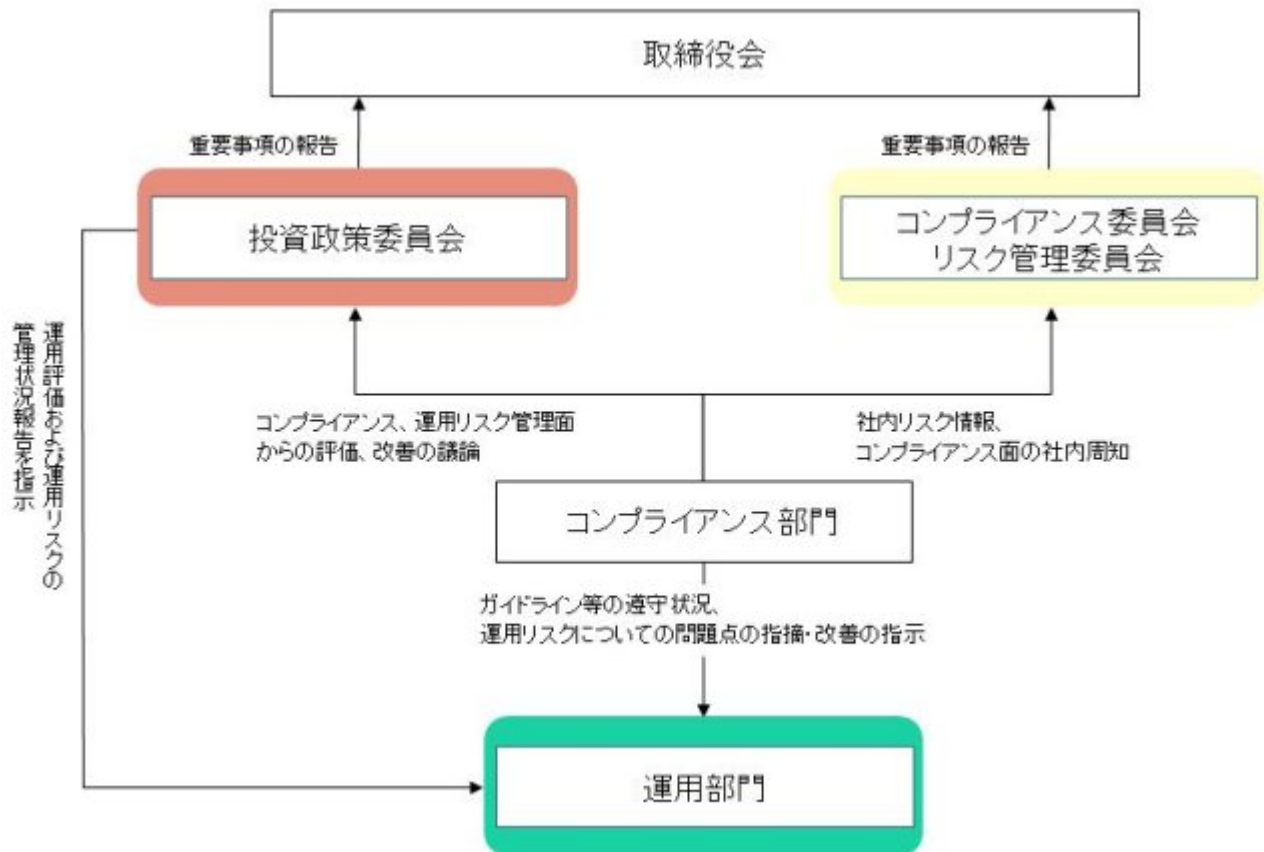 取締役会
重要事項の報告
重要事項の報告
投資政策委員会
コンプライアンス委員会
リスク管理委員会
運用評価および運用リスクの
管理状況報告を指示
コンプライアンス、運用リスク管理面
からの評価、改善の議論
社内リスク情報、
コンプライアンス面の社内周知
コンプライアンス部門
ガイドライン等の遵守状況、
運用リスクについての問題点の指摘・改善の指示
運用部門